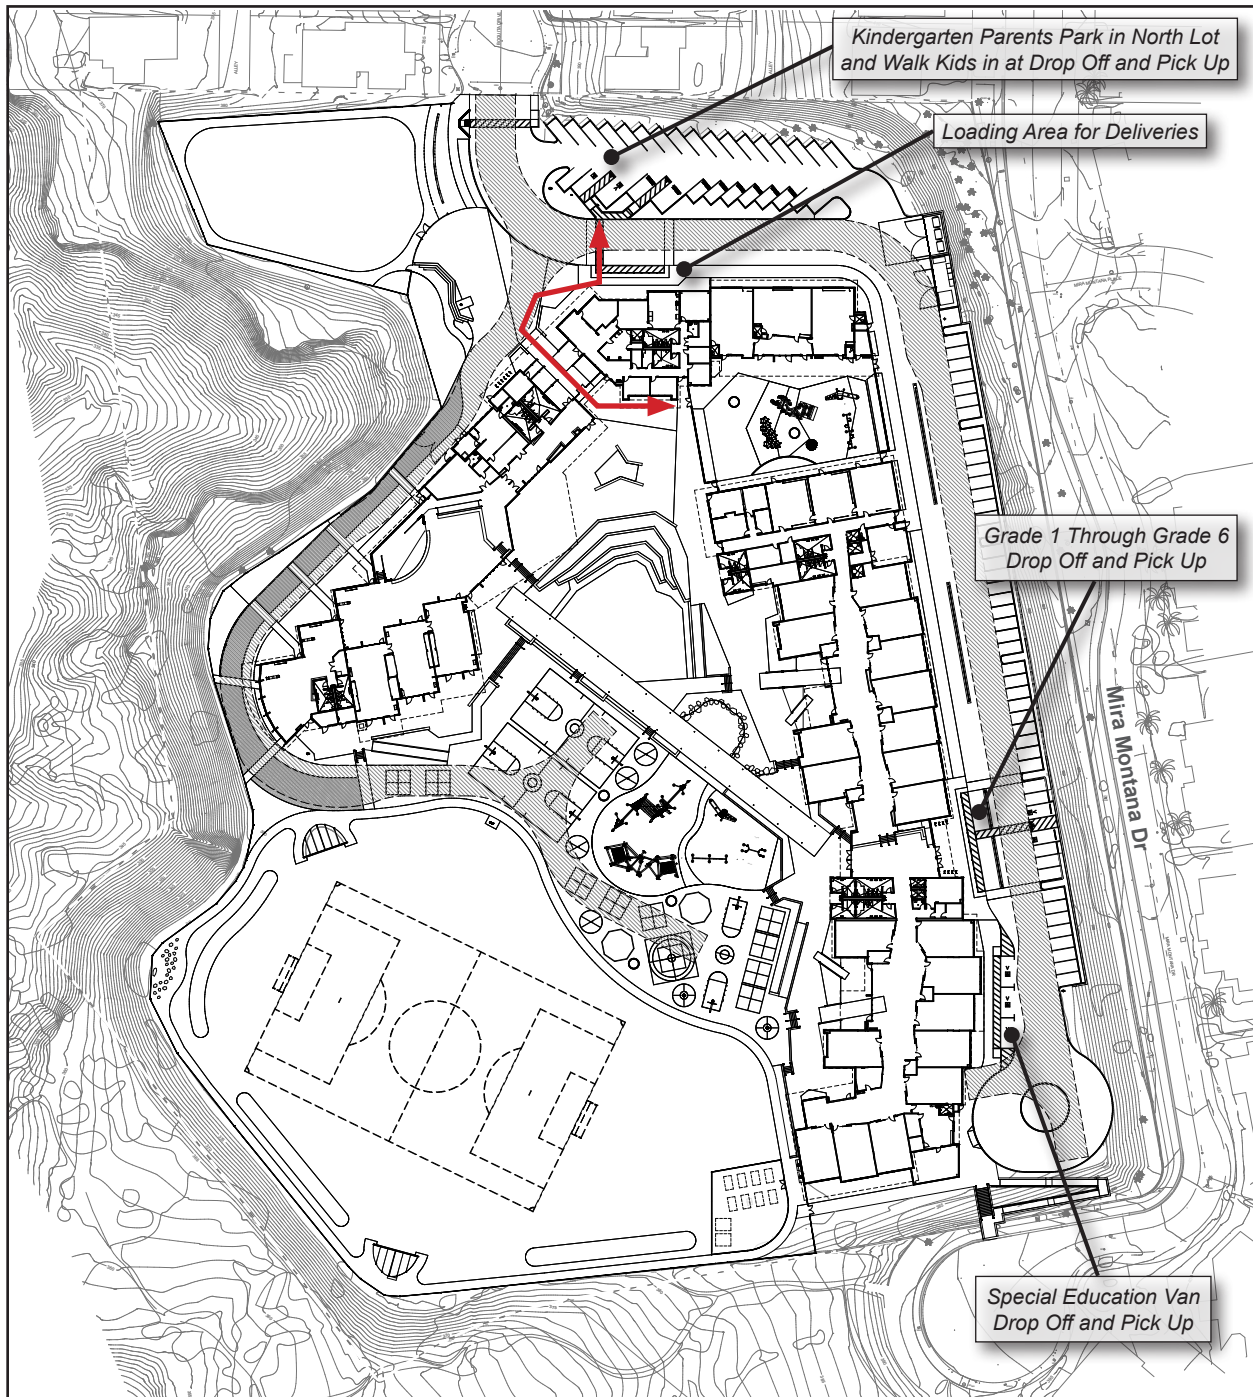 Kindergarten Parents Park in North Lot
and Walk Kids in at Drop Off and Pick Up
Loading Area for Deliveries
Grade 1 Through Grade 6
Drop Off and Pick Up
Mira Montana Dr
Special Education Van
Drop Off and Pick Up